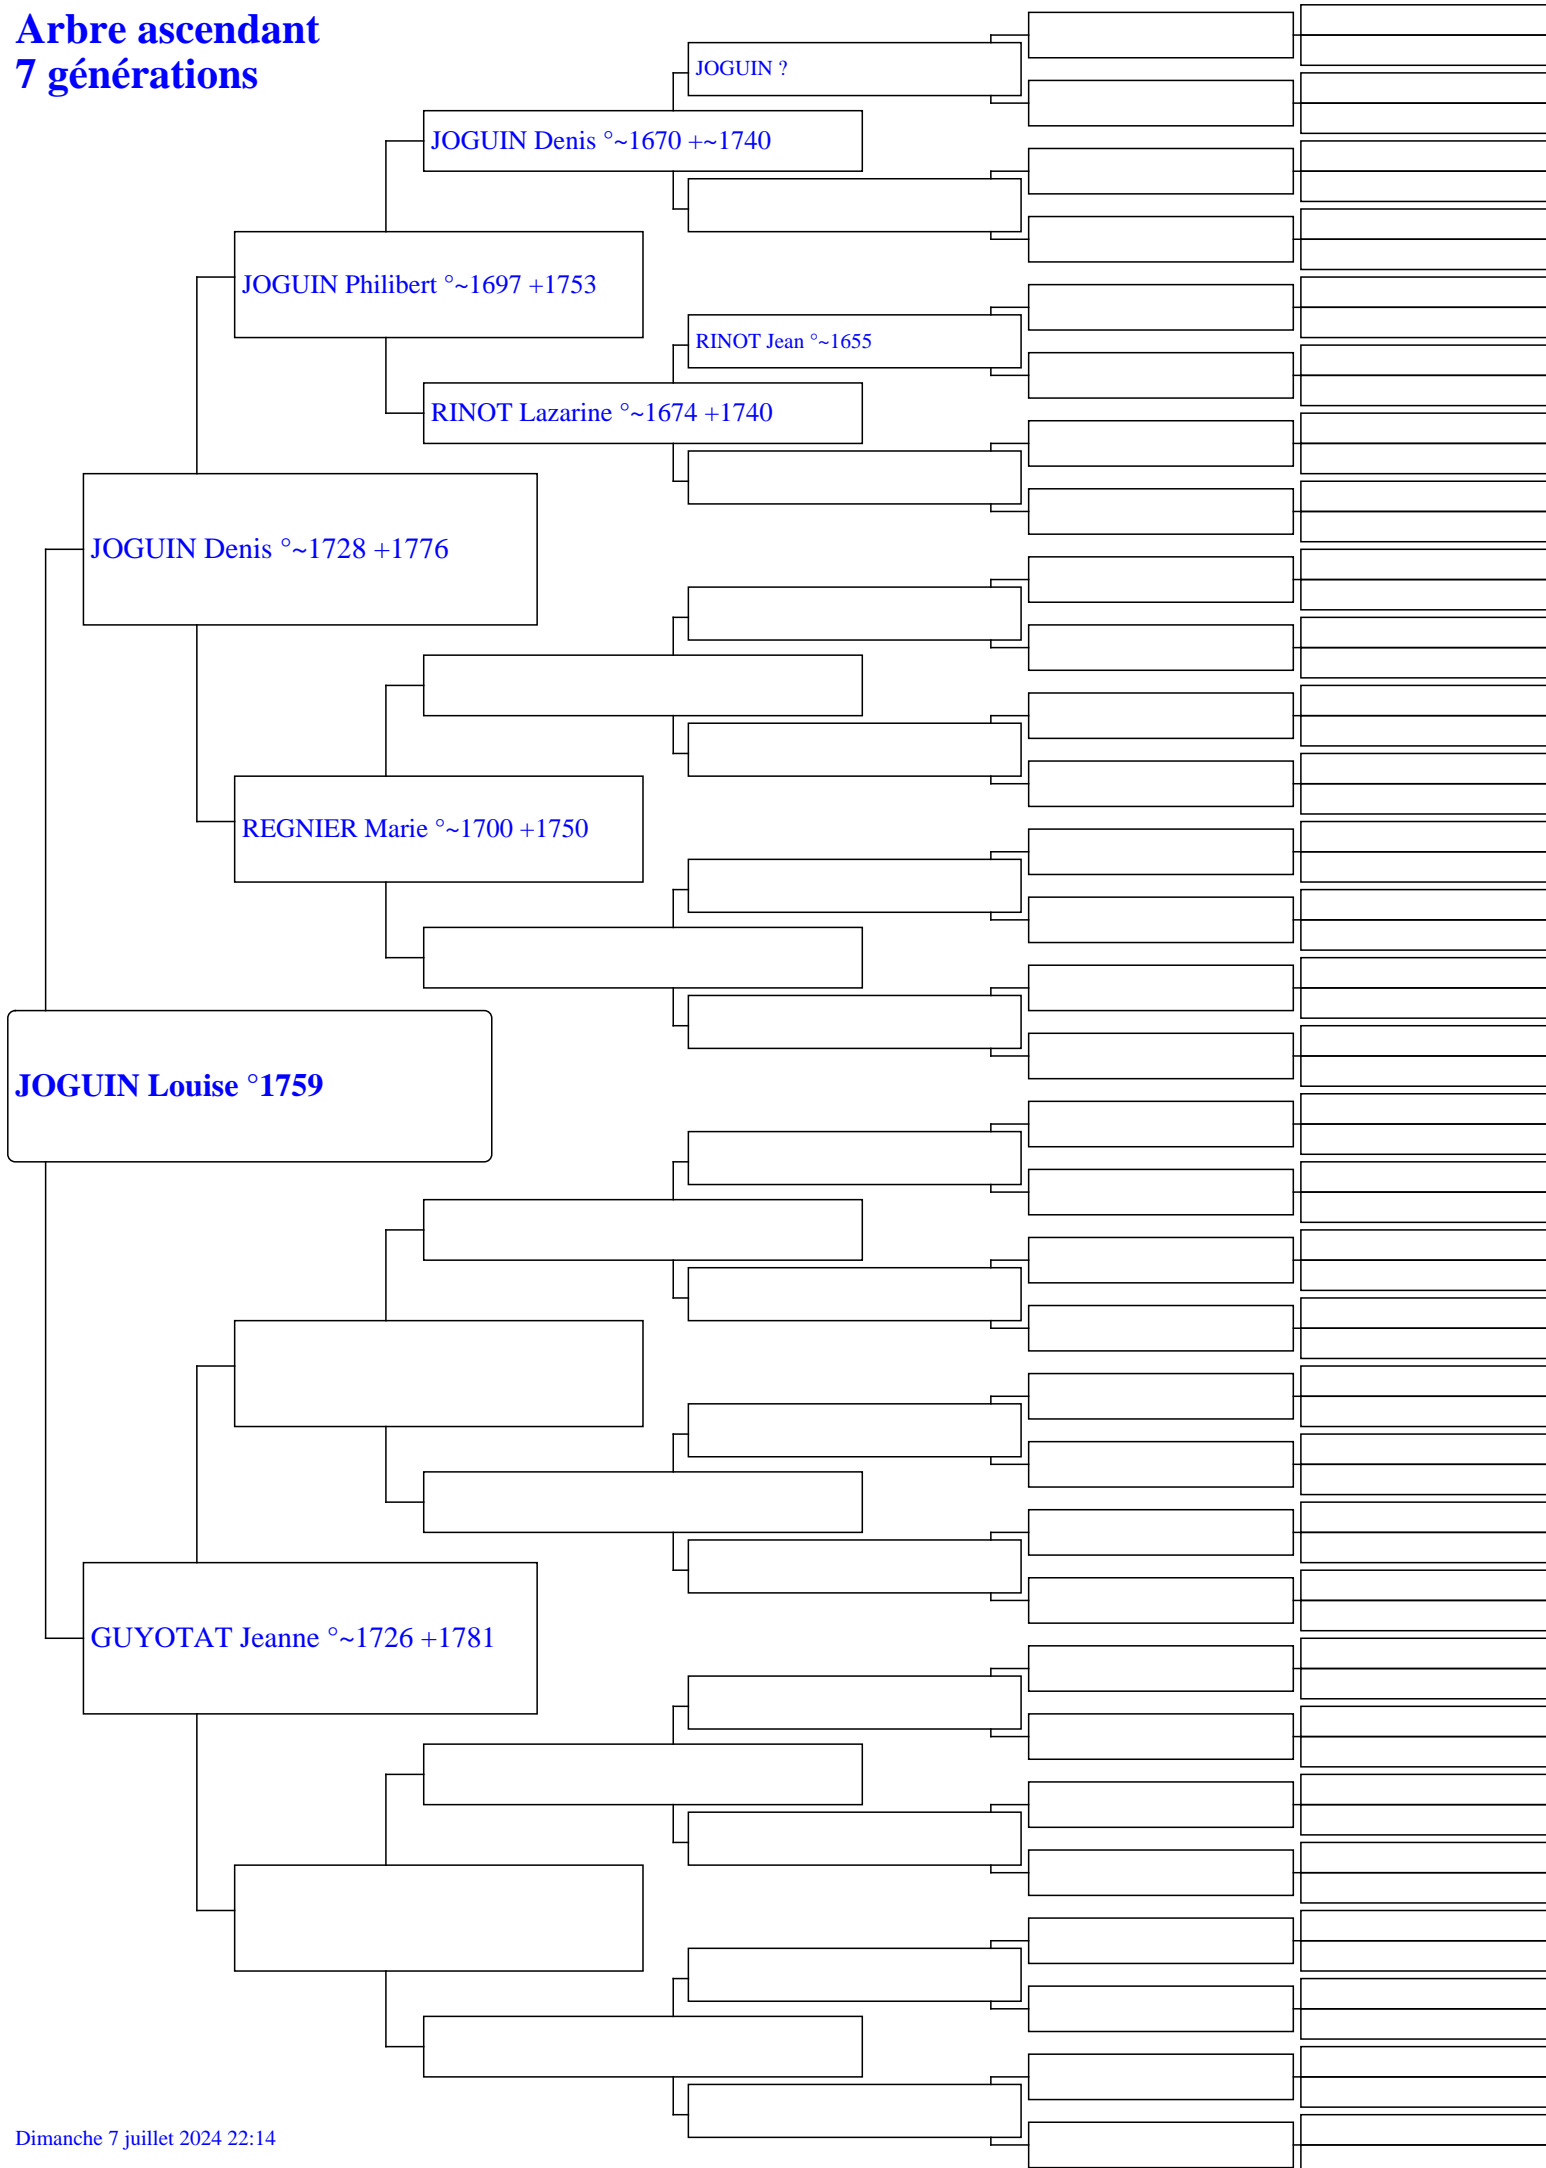 Arbre ascendant
7 générations
JOGUIN ?
JOGUIN Denis °~1670 +~1740
JOGUIN Philibert °~1697 +1753
RINOT Jean °~1655
RINOT Lazarine °~1674 +1740
JOGUIN Denis °~1728 +1776
REGNIER Marie °~1700 +1750
JOGUIN Louise °1759
GUYOTAT Jeanne °~1726 +1781
Dimanche 7 juillet 2024 22:14